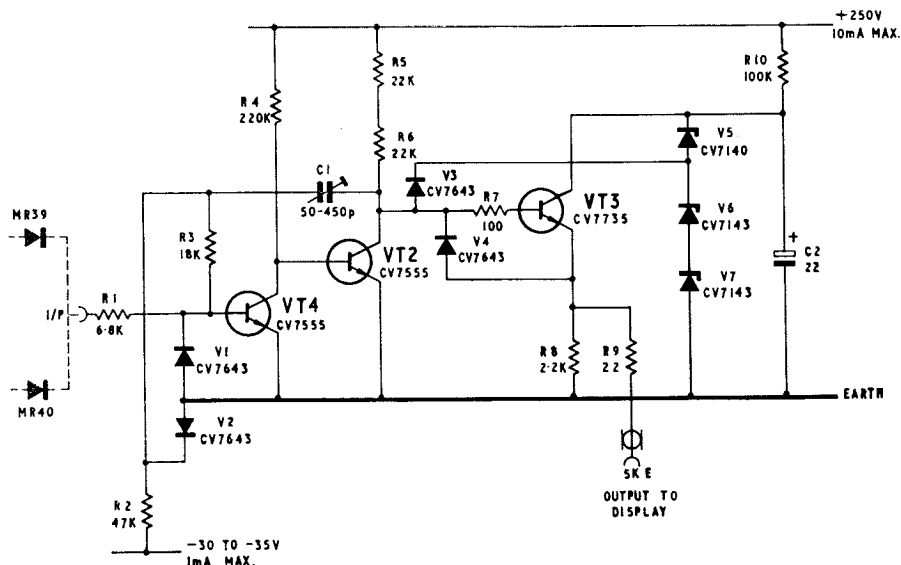 +250V
10mA MAX.
R5
22K
R10
100K
R4
220K
R6
22K
V5
CV7140
C1
50-450p
V3
CV7643
R7
100
VT3
CV7735
MR39
R3
18K
VT2
CV7555
V4
CV7643
V6
CV7143
+
C2
22
V7
CV7143
I/P
R1
6·8K
VT4
CV7555
V1
CV7643
R8
2·2K
R9
22
MR40
EARTH
V2
CV7643
R2
47K
SK E
OUTPUT TO
DISPLAY
-30 TO -35V
1mA MAX.